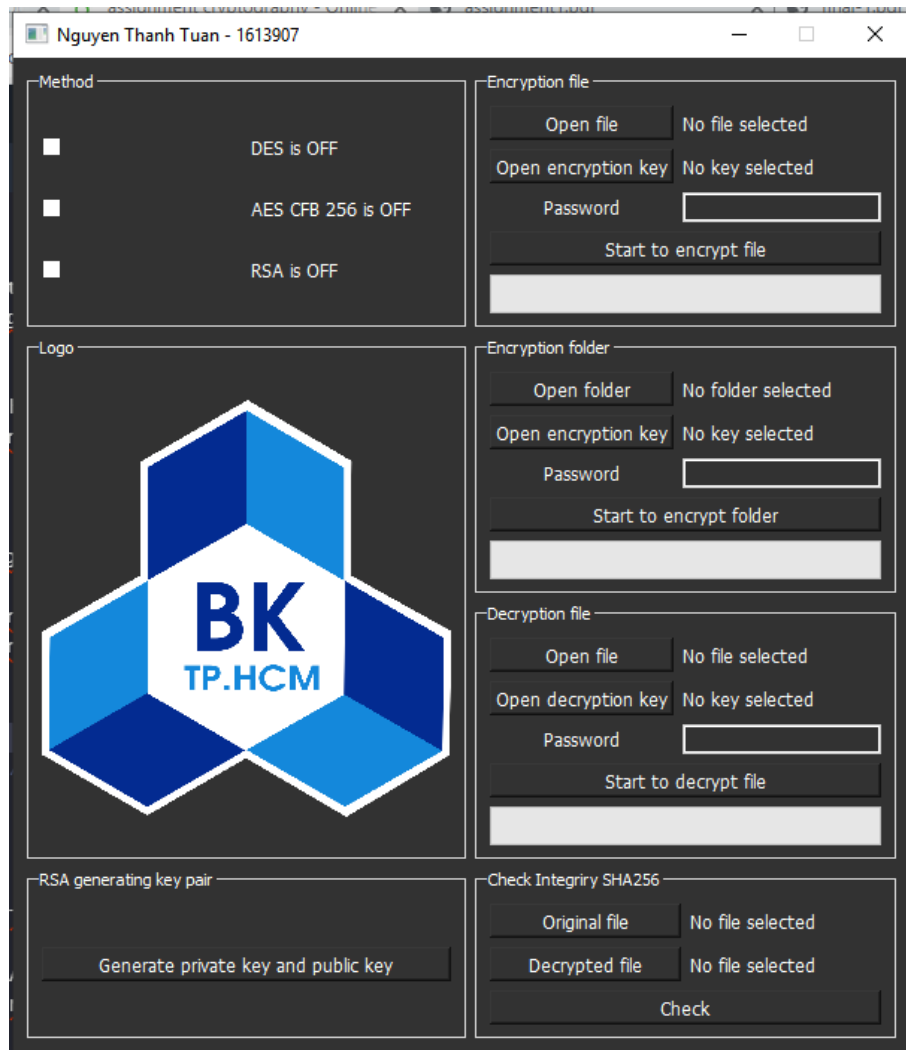 assignment cryptography - Online
Nguyen Thanh Tuan - 1613907
Method
DES is OFF
AES CFB 256 is OFF
RSA is OFF
Logo
BK
TP.HCM
RSA generating key pair
Generate private key and public key
Encryption file
Open file No file selected
Open encryption key No key selected
Password
Start to encrypt file
Encryption folder
Open folder No folder selected
Open encryption key No key selected
Password
Start to encrypt folder
Decryption file
Open file No file selected
Open decryption key No key selected
Password
Start to decrypt file
Check Integriry SHA256
Original file No file selected
Decrypted file No file selected
Check